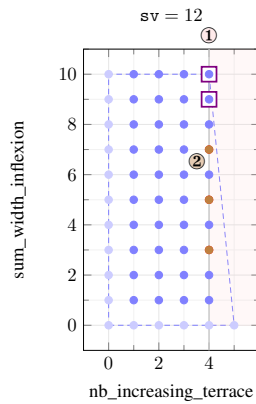 sv = 12
①
10
8
②
6
4
2
0
sum_width_inflexion
0 2 4
nb_increasing_terrace